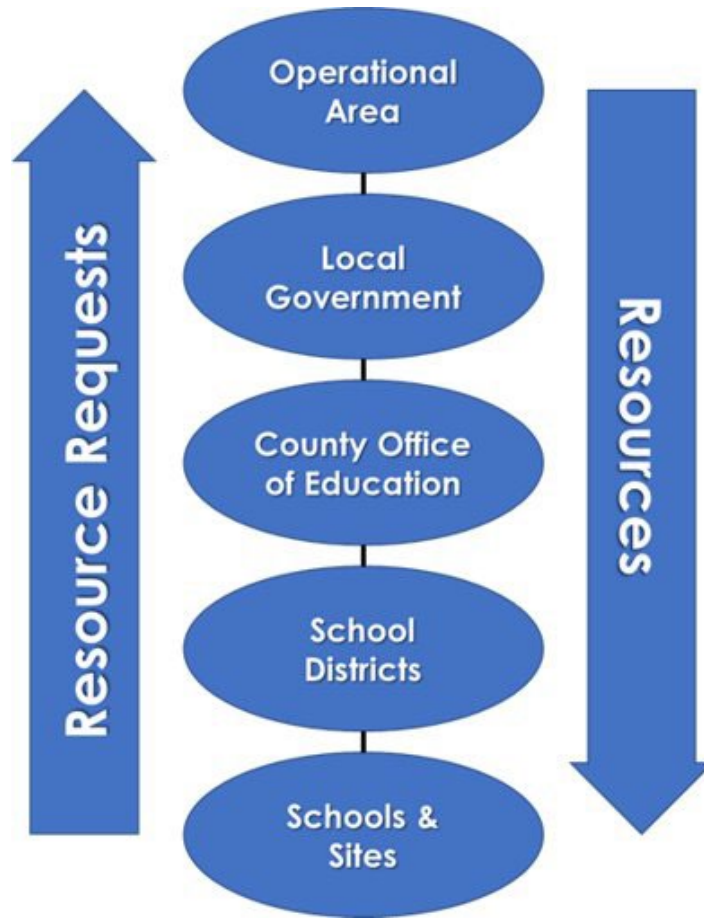 Operational
Area
Local
Government
County Office
of Education
School
Districts
Schools &
Sites
Resource Requests
Resources